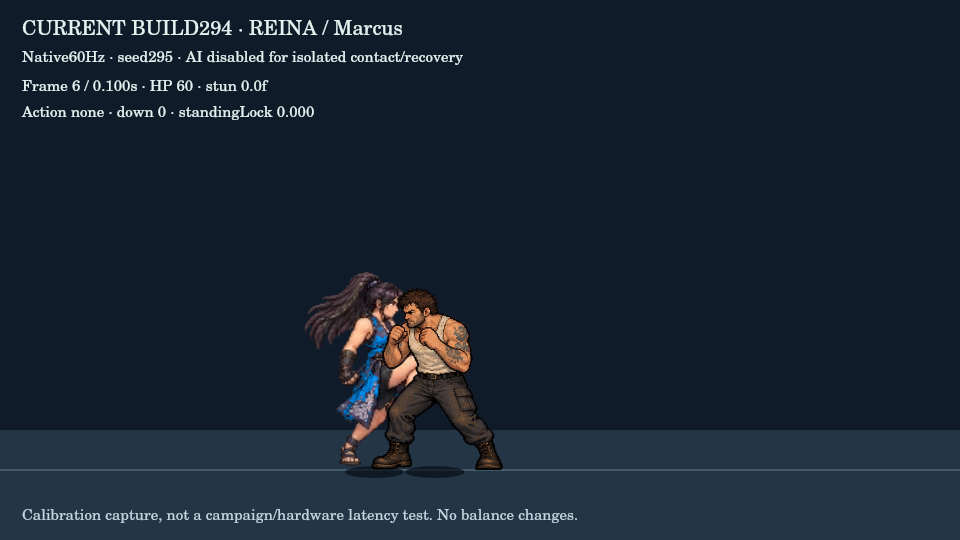 CURRENT BUILD294 · REINA / Marcus
Native60Hz · seed295 · AI disabled for isolated contact/recovery
Frame 6 / 0.100s · HP 60 · stun 0.0f
Action none · down 0 · standingLock 0.000
Calibration capture, not a campaign/hardware latency test. No balance changes.